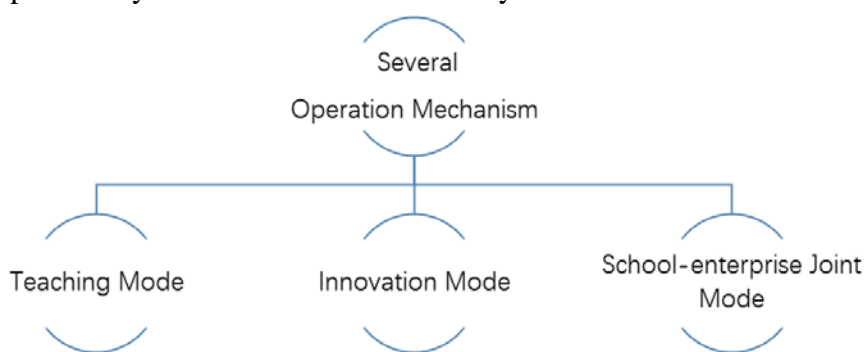 Several
Operation Mechanism
Teaching Mode
Innovation Mode
School-enterprise Joint
Mode